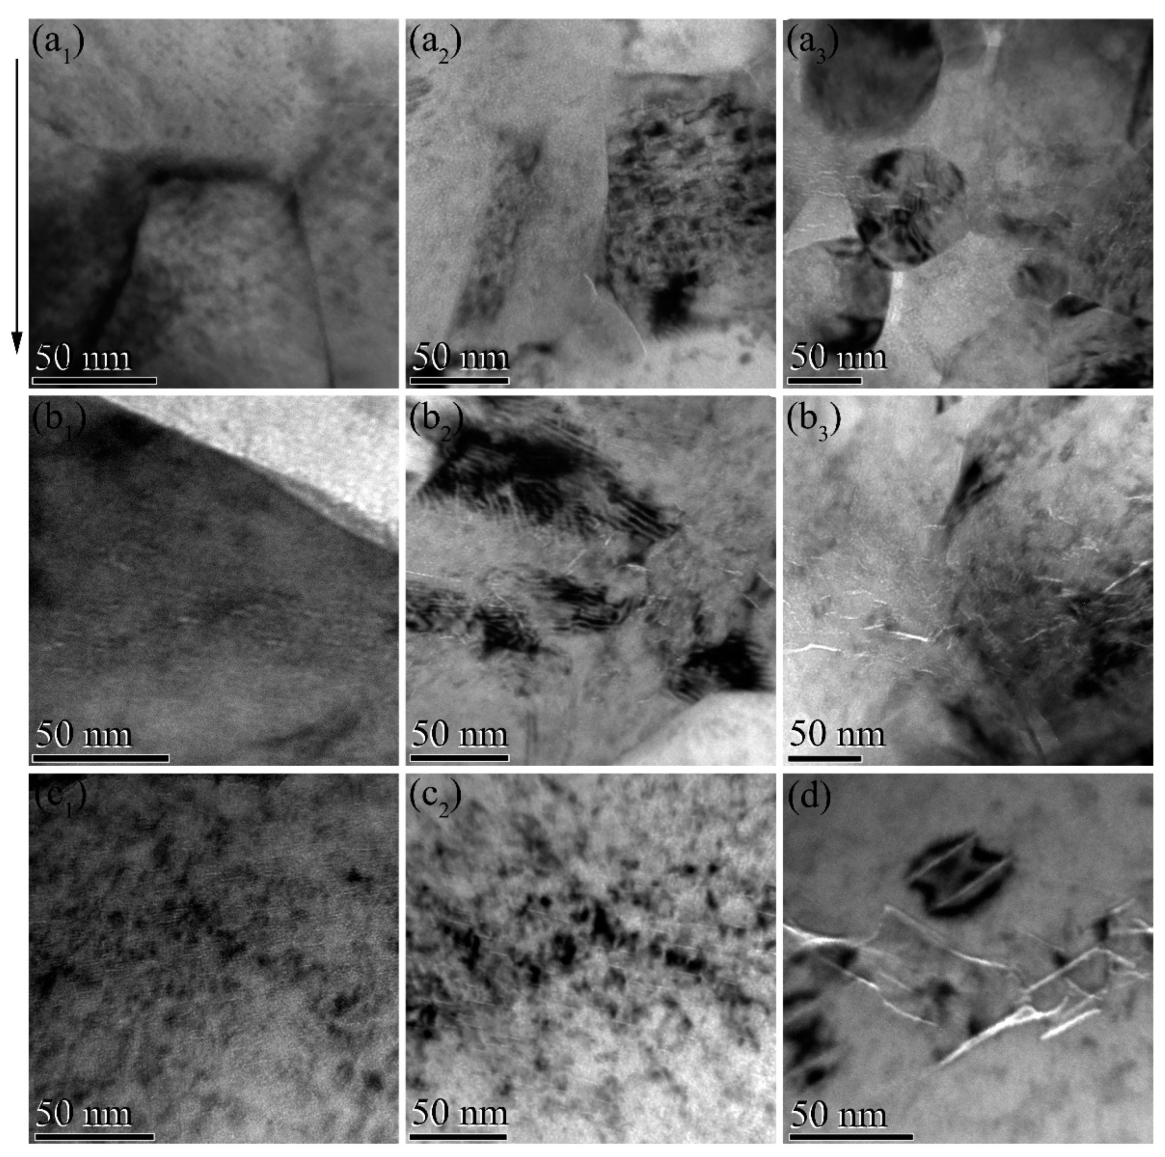 (a1) (a2) (a3)
50 nm 50 nm 50 nm
(b1) (b2) (b3)
50 nm 50 nm 50 nm
(c1) (c2) (d)
50 nm 50 nm 50 nm